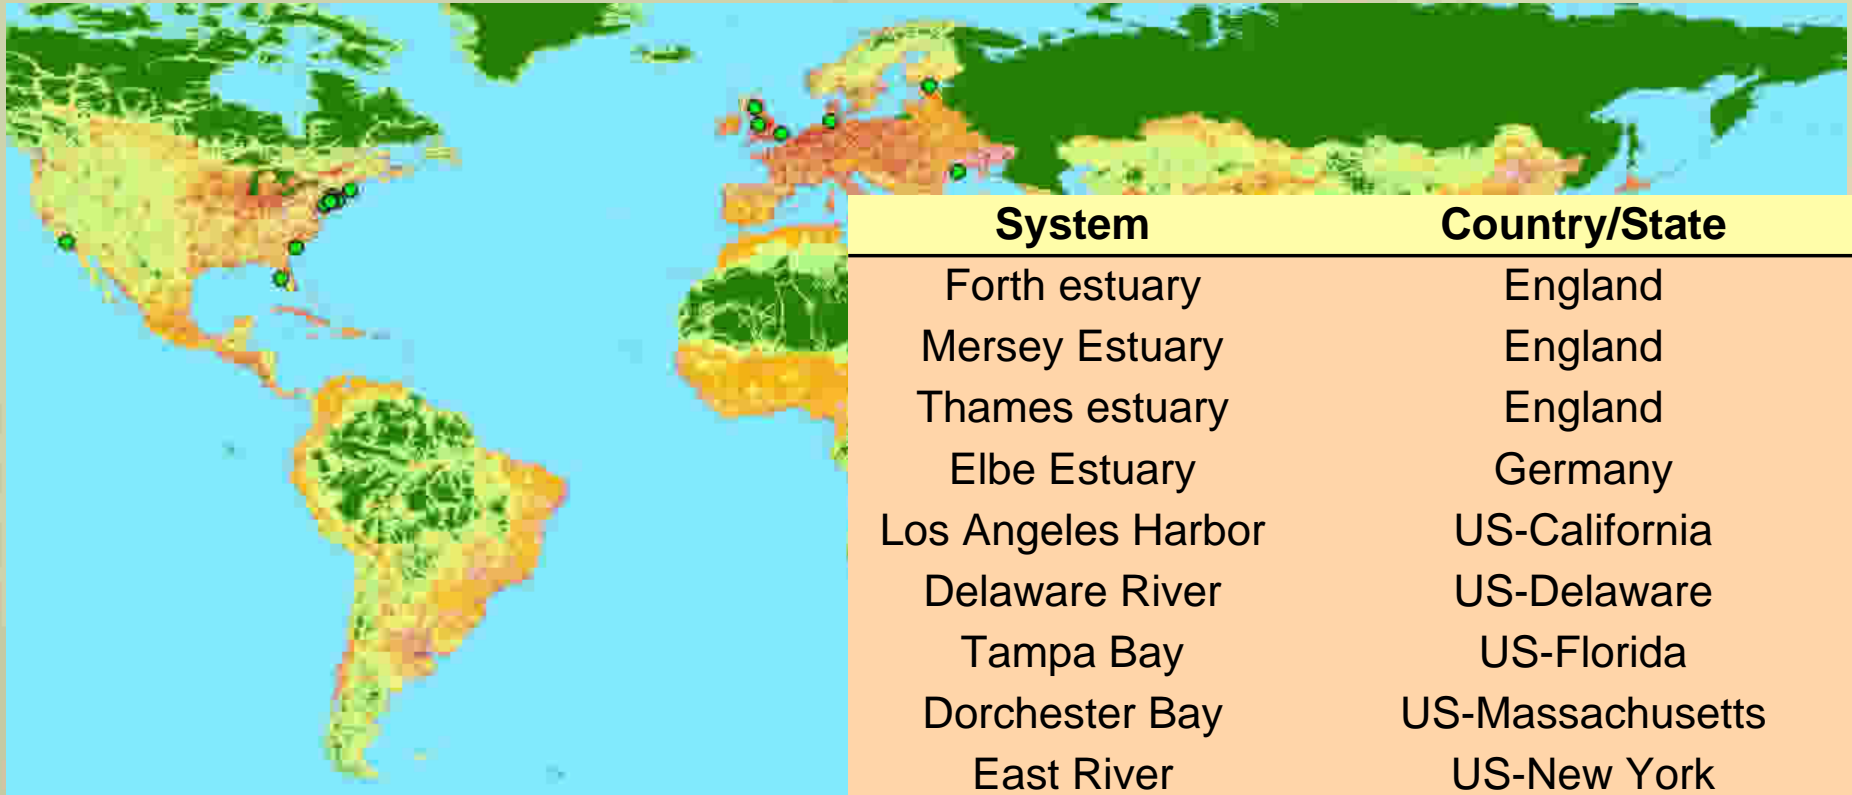 System Country/State
Forth estuary England
Mersey Estuary England
Thames estuary England
Elbe Estuary Germany
Los Angeles Harbor US-California
Delaware River US-Delaware
Tampa Bay US-Florida
Dorchester Bay US-Massachusetts
East River US-New York